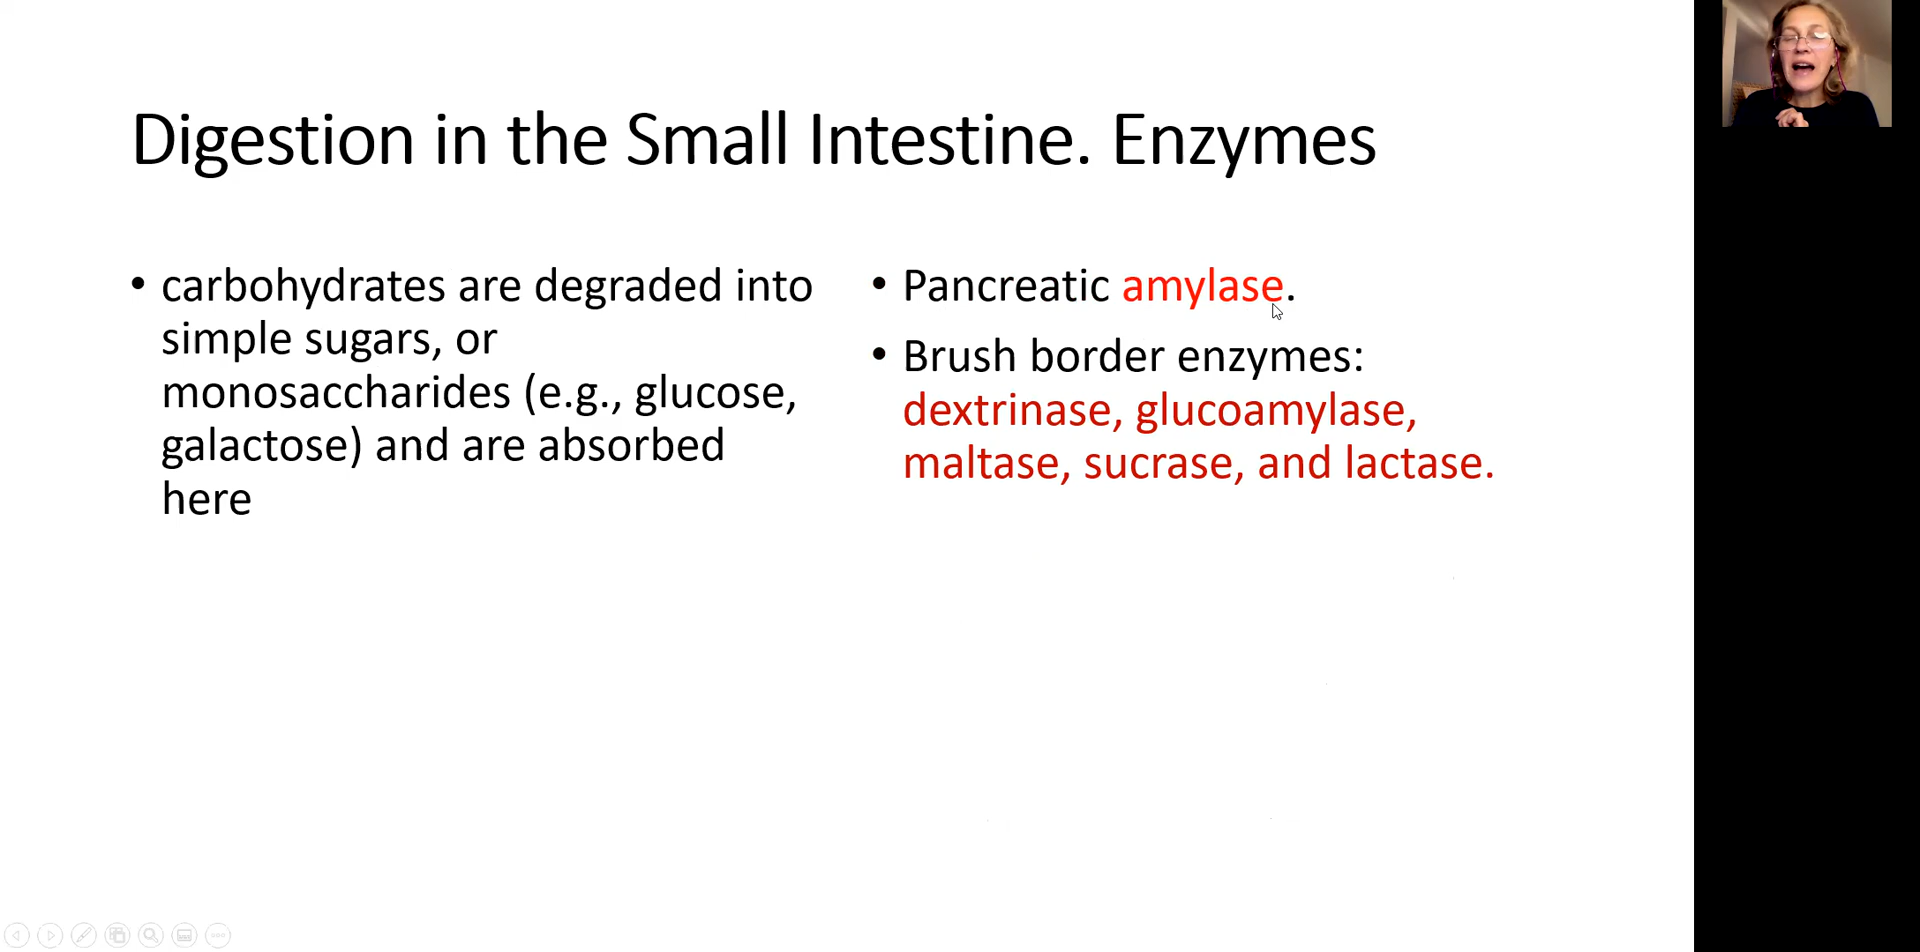 Digestion in the Small Intestine. Enzymes
• carbohydrates are degraded into
simple sugars, or
monosaccharides (e.g., glucose,
galactose) and are absorbed
here
• Pancreatic amylase.
• Brush border enzymes:
dextrinase, glucoamylase,
maltase, sucrase, and lactase.